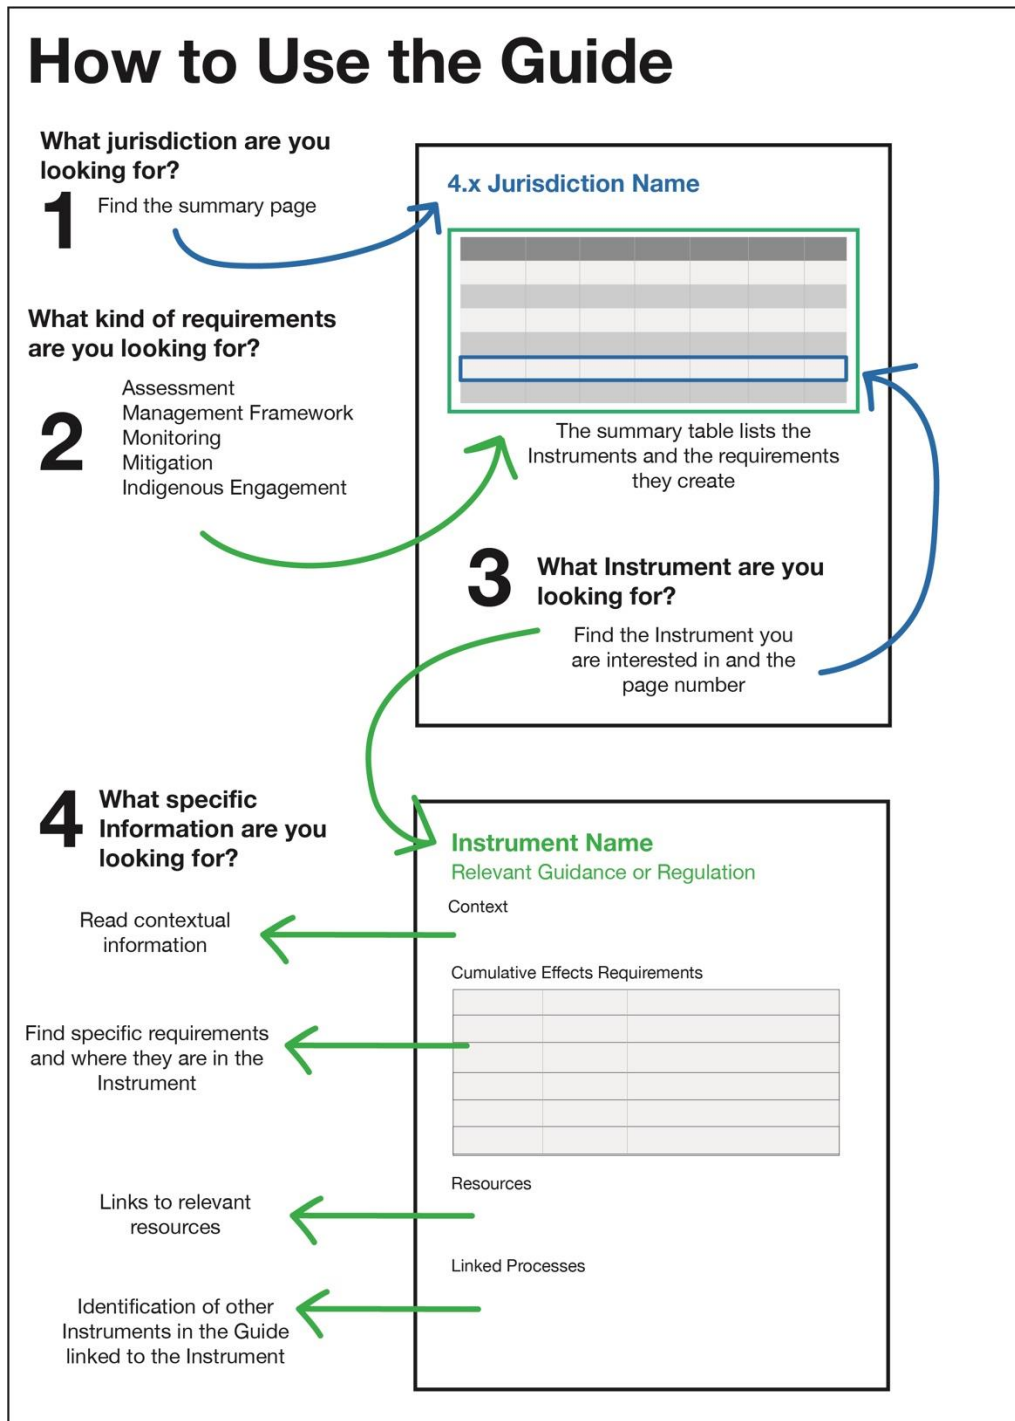 How to Use the Guide
What jurisdiction are you
looking for?
1
Find the summary page
4.x Jurisdiction Name
What kind of requirements
are you looking for?
2
Assessment
Management Framework
Monitoring
Mitigation
Indigenous Engagement
The summary table lists the
Instruments and the requirements
they create
3
What Instrument are you
looking for?
Find the Instrument you
are interested in and the
page number
4
What specific
Information are you
looking for?
Instrument Name
Relevant Guidance or Regulation
Context
Read contextual
information
Cumulative Effects Requirements
Find specific requirements
and where they are in the
Instrument
Resources
Links to relevant
resources
Linked Processes
Identification of other
Instruments in the Guide
linked to the Instrument